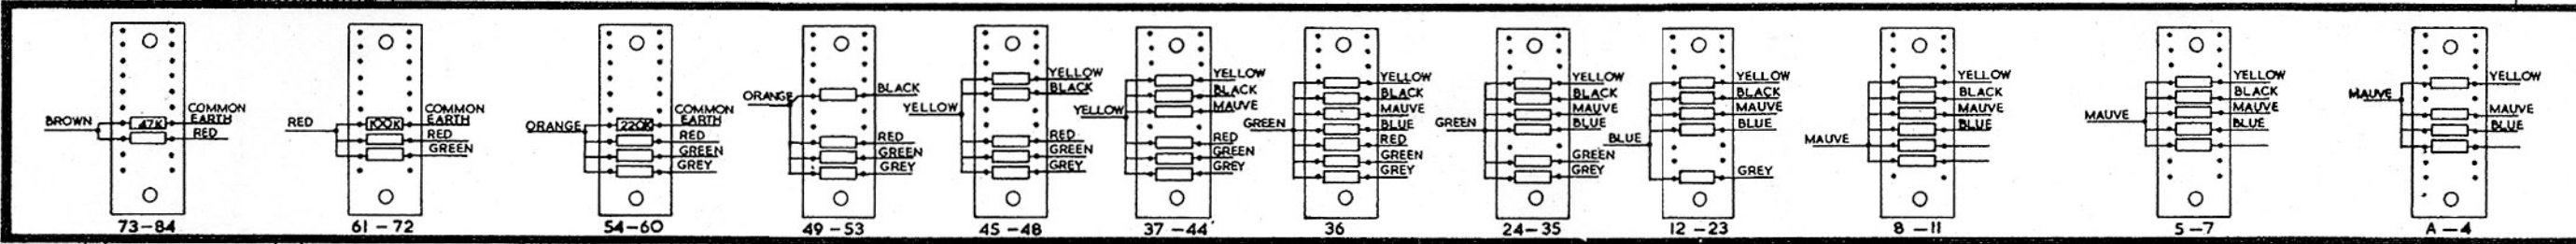 BROWN
47K
COMMON
EARTH
RED
73-84
RED
100K
COMMON
EARTH
RED
GREEN
61-72
ORANGE
220K
COMMON
EARTH
RED
GREEN
GREY
54-60
ORANGE
BLACK
RED
GREEN
GREY
49-53
YELLOW
YELLOW
BLACK
RED
GREEN
GREY
45-48
YELLOW
YELLOW
BLACK
MAUVE
RED
GREEN
GREY
37-44
GREEN
YELLOW
BLACK
MAUVE
BLUE
RED
GREEN
GREY
36
GREEN
YELLOW
BLACK
MAUVE
BLUE
GREEN
GREY
24-35
BLUE
YELLOW
BLACK
MAUVE
BLUE
GREY
12-23
MAUVE
YELLOW
BLACK
MAUVE
BLUE
8-11
MAUVE
YELLOW
BLACK
MAUVE
BLUE
5-7
MAUVE
YELLOW
MAUVE
BLUE
A-4